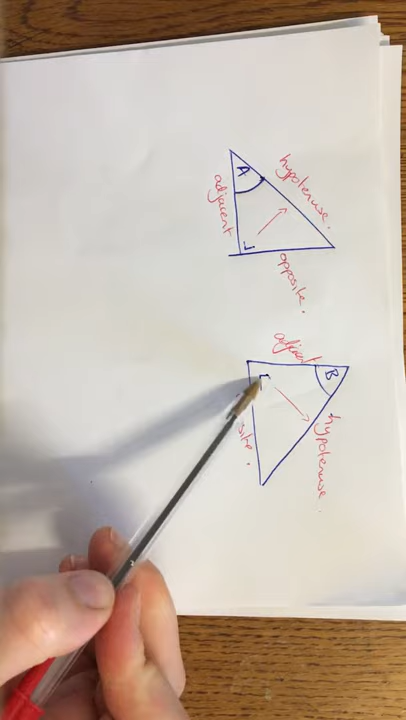 A
hypotenuse.
adjacent
opposite.
adjacent
B
hypotenuse.
site.